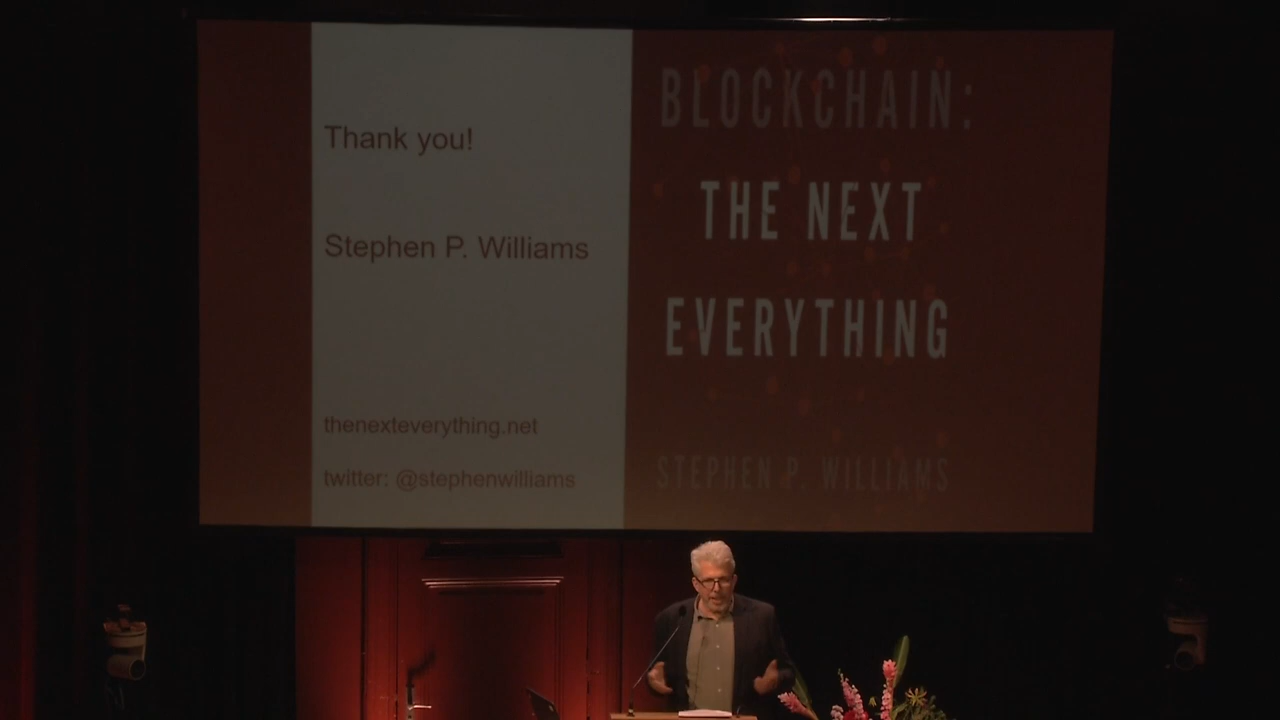 Thank you!
Stephen P. Williams
thenexteverything.net
twitter: @stephenwilliams
BLOCKCHAIN:
THE NEXT
EVERYTHING
STEPHEN P. WILLIAMS